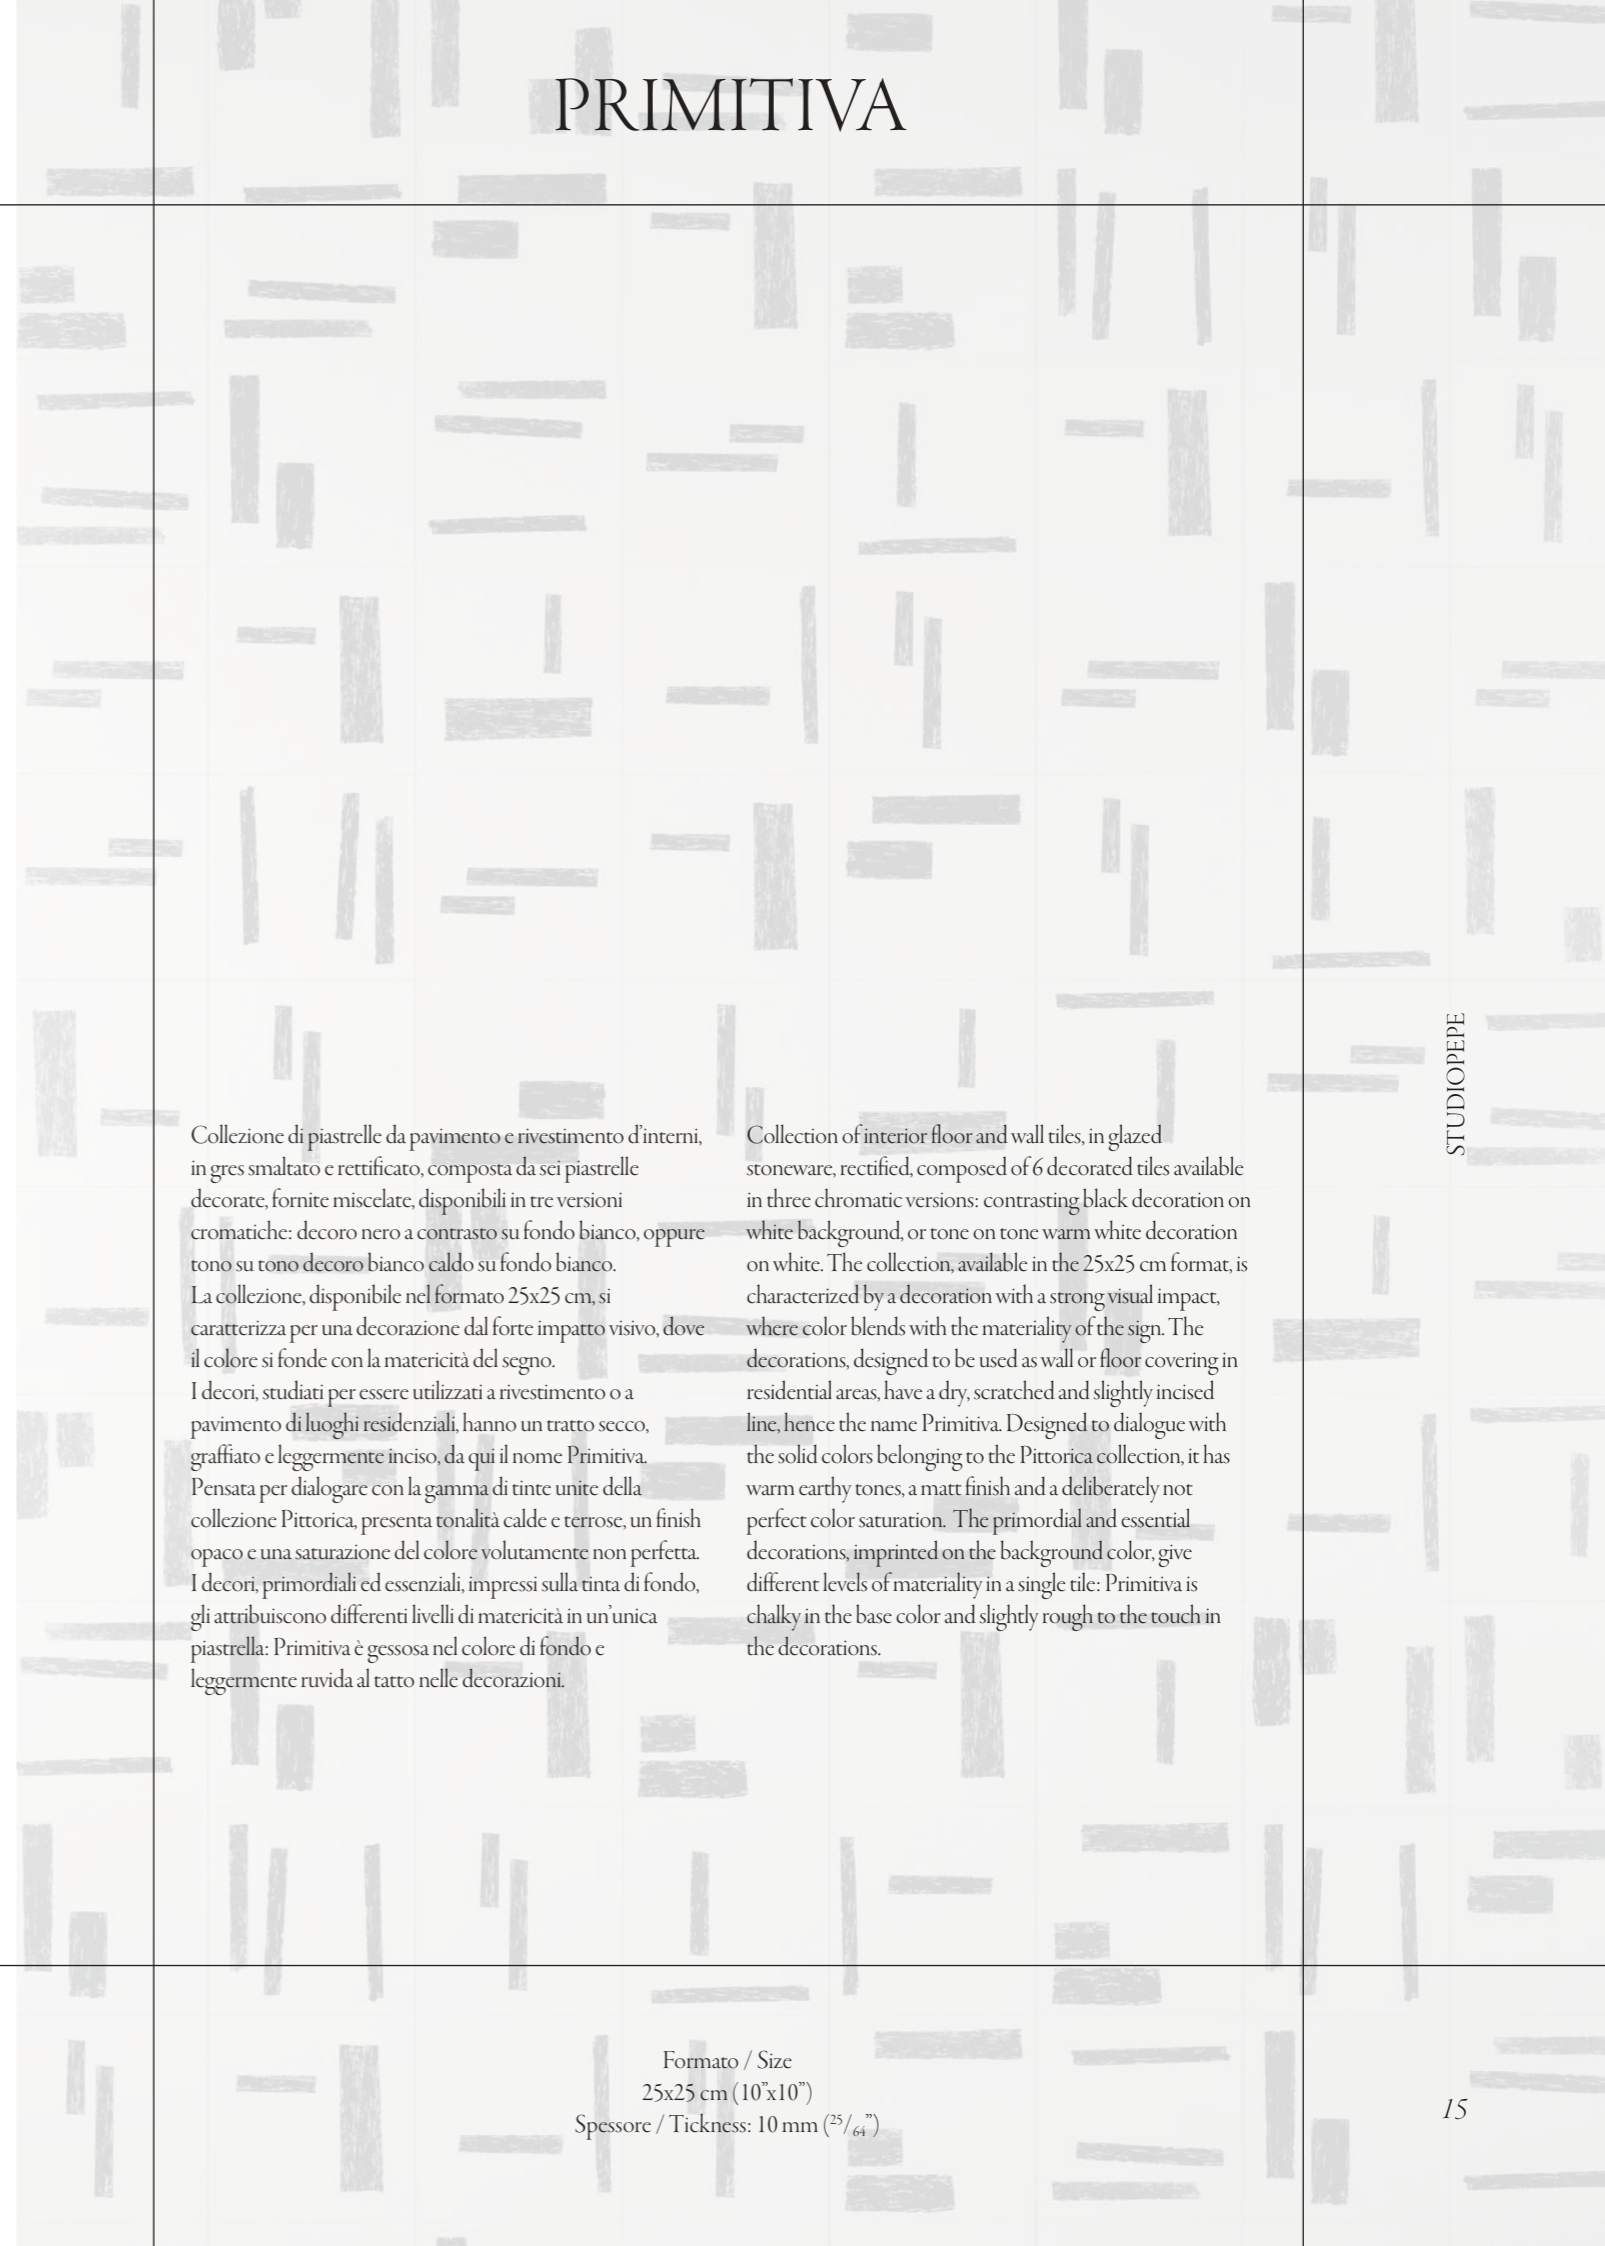 PRIMITIVA
Collezione di piastrelle da pavimento e rivestimento d’interni,
in gres smaltato e rettificato, composta da sei piastrelle
decorate, fornite miscelate, disponibili in tre versioni
cromatiche: decoro nero a contrasto su fondo bianco, oppure
tono su tono decoro bianco caldo su fondo bianco.
La collezione, disponibile nel formato 25x25 cm, si
caratterizza per una decorazione dal forte impatto visivo, dove
il colore si fonde con la matericità del segno.
I decori, studiati per essere utilizzati a rivestimento o a
pavimento di luoghi residenziali, hanno un tratto secco,
graffiato e leggermente inciso, da qui il nome Primitiva.
Pensata per dialogare con la gamma di tinte unite della
collezione Pittorica, presenta tonalità calde e terrose, un finish
opaco e una saturazione del colore volutamente non perfetta.
I decori, primordiali ed essenziali, impressi sulla tinta di fondo,
gli attribuiscono differenti livelli di matericità in un’unica
piastrella: Primitiva è gessosa nel colore di fondo e
leggermente ruvida al tatto nelle decorazioni.
Collection of interior floor and wall tiles, in glazed
stoneware, rectified, composed of 6 decorated tiles available
in three chromatic versions: contrasting black decoration on
white background, or tone on tone warm white decoration
on white. The collection, available in the 25x25 cm format, is
characterized by a decoration with a strong visual impact,
where color blends with the materiality of the sign. The
decorations, designed to be used as wall or floor covering in
residential areas, have a dry, scratched and slightly incised
line, hence the name Primitiva. Designed to dialogue with
the solid colors belonging to the Pittorica collection, it has
warm earthy tones, a matt finish and a deliberately not
perfect color saturation. The primordial and essential
decorations, imprinted on the background color, give
different levels of materiality in a single tile: Primitiva is
chalky in the base color and slightly rough to the touch in
the decorations.
STUDIOPEPE
Formato / Size
25x25 cm (10”x10”)
Spessore / Tickness: 10 mm (25/64”)
15